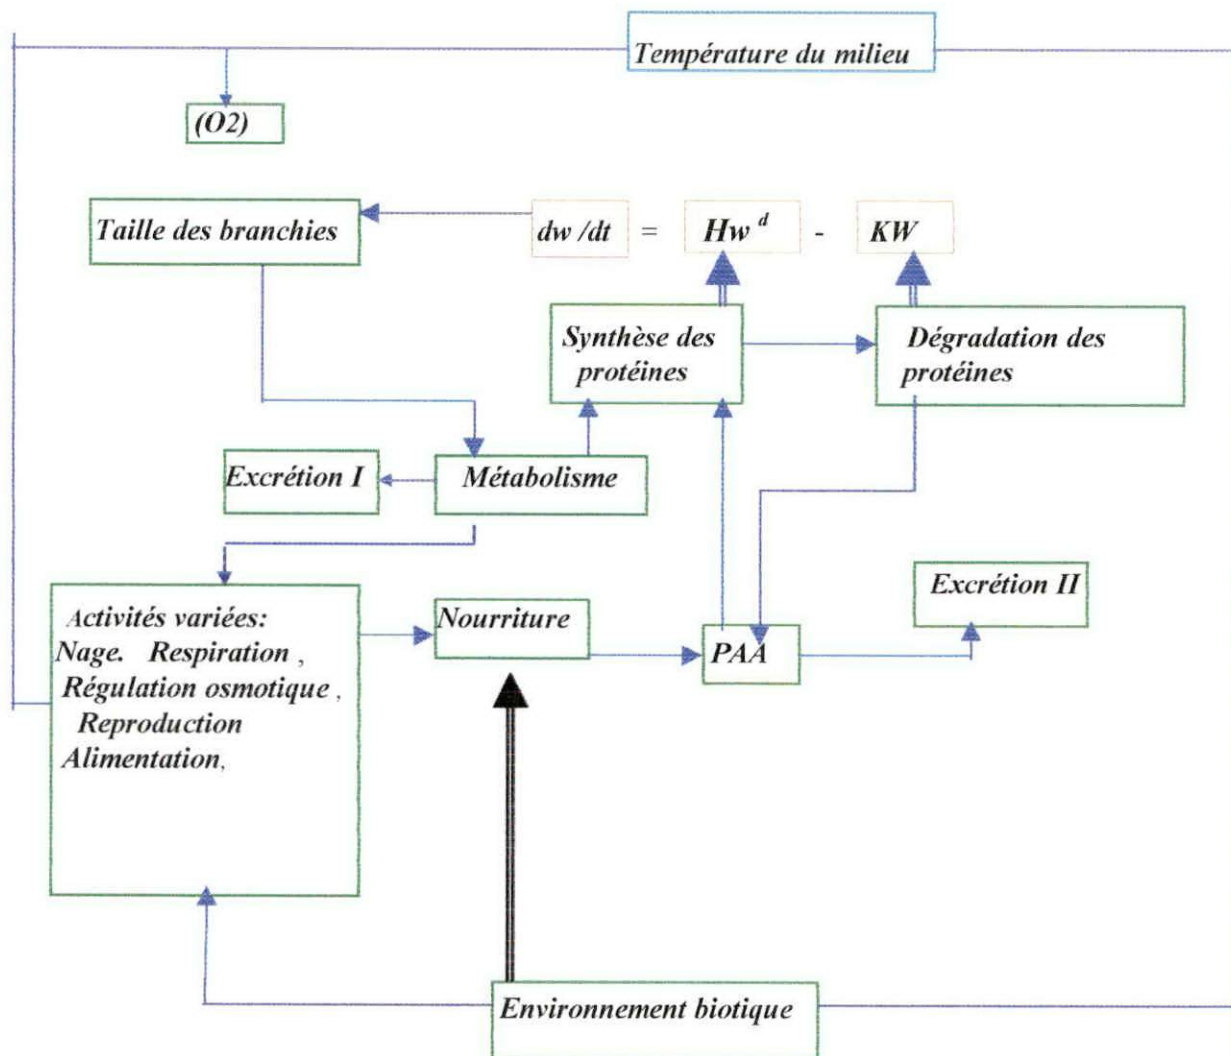 Température du milieu
(O2)
Taille des branchies
dw /dt = Hw d - KW
Synthèse des
protéines
Dégradation des
protéines
Excrétion I
Métabolisme
Activités variées:
Nage. Respiration ,
Régulation osmotique ,
Reproduction
Alimentation,
Nourriture
PAA
Excrétion II
Environnement biotique